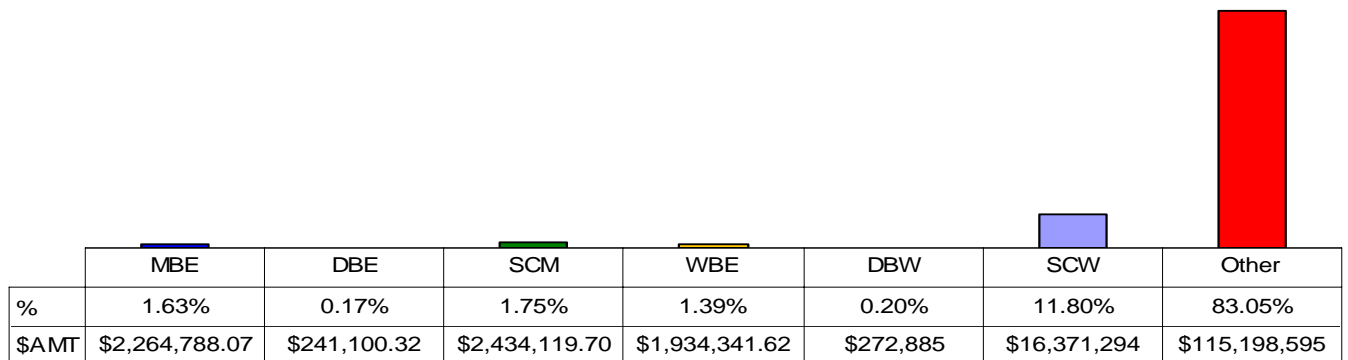 MBE DBE SCM WBE DBW SCW Other
% 1.63% 0.17% 1.75% 1.39% 0.20% 11.80% 83.05%
$AMT $2,264,788.07 $241,100.32 $2,434,119.70 $1,934,341.62 $272,885 $16,371,294 $115,198,595